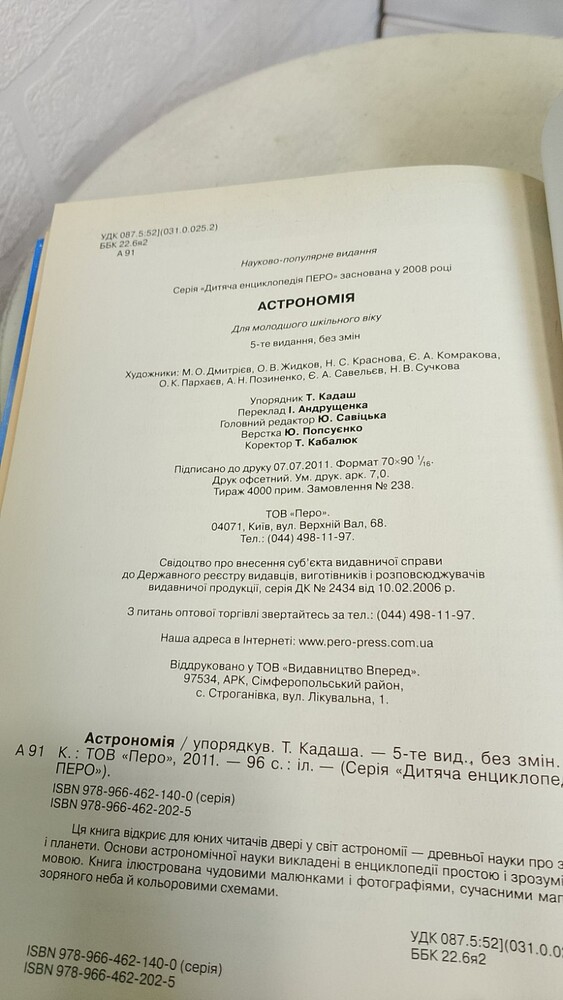 УДК 087.5:52](031.0.025.2)
ББК 22.6я2
А 91
Науково-популярне видання
Серія «Дитяча енциклопедія ПЕРО» заснована у 2008 році
АСТРОНОМІЯ
Для молодшого шкільного віку
5-те видання, без змін
Художники: М. О. Дмитрієв, О. В. Жидков, Н. С. Краснова, Є. А. Комракова,
О. К. Пархаєв, А. Н. Позиненко, Є. А. Савельєв, Н. В. Сучкова
Упорядник Т. Кадаш
Переклад І. Андрущенка
Головний редактор Ю. Савіцька
Верстка Ю. Попсуєнко
Коректор Т. Кабалюк
Підписано до друку 07.07.2011. Формат 70×90 1/16.
Друк офсетний. Ум. друк. арк. 7,0.
Тираж 4000 прим. Замовлення № 238.
ТОВ «Перо».
04071, Київ, вул. Верхній Вал, 68.
Тел.: (044) 498-11-97.
Свідоцтво про внесення суб'єкта видавничої справи
до Державного реєстру видавців, виготівників і розповсюджувачів
видавничої продукції, серія ДК № 2434 від 10.02.2006 р.
З питань оптової торгівлі звертайтесь за тел.: (044) 498-11-97.
Наша адреса в Інтернеті: www.pero-press.com.ua
Віддруковано у ТОВ «Видавництво Вперед».
97534, АРК, Сімферопольський район,
с. Строганівка, вул. Лікувальна, 1.
Астрономія / упорядкув. Т. Кадаша. — 5-те вид., без змін.
А 91 К. : ТОВ «Перо», 2011. — 96 с. : іл. — (Серія «Дитяча енциклопед
ПЕРО»).
ISBN 978-966-462-140-0 (серія)
ISBN 978-966-462-202-5
Ця книга відкриє для юних читачів двері у світ астрономії — древньої науки про з
і планети. Основи астрономічної науки викладені в енциклопедії простою і зрозумі
мовою. Книга ілюстрована чудовими малюнками і фотографіями, сучасними мап
зоряного неба й кольоровими схемами.
УДК 087.5:52](031.0.0
ББК 22.6я2
ISBN 978-966-462-140-0 (серія)
ISBN 978-966-462-202-5